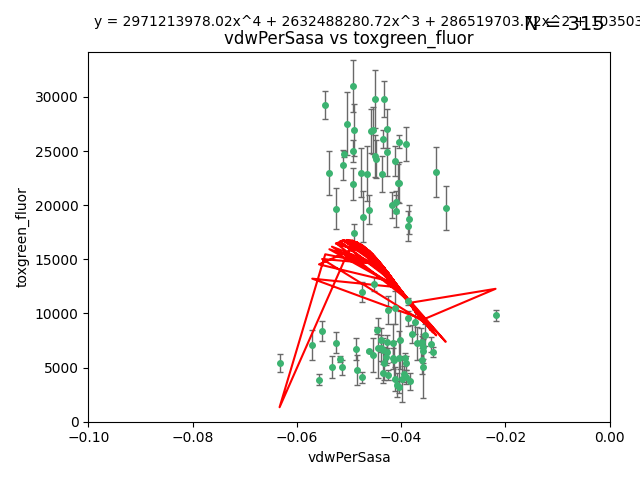 y = 2971213978.02x^4 + 2632488280.72x^3 + 286519703.
N = 315
vdwPerSasa vs toxgreen_fluor
30000
25000
20000
15000
10000
5000
0
toxgreen_fluor
−0.10
−0.08
−0.06
−0.04
−0.02
0.00
vdwPerSasa